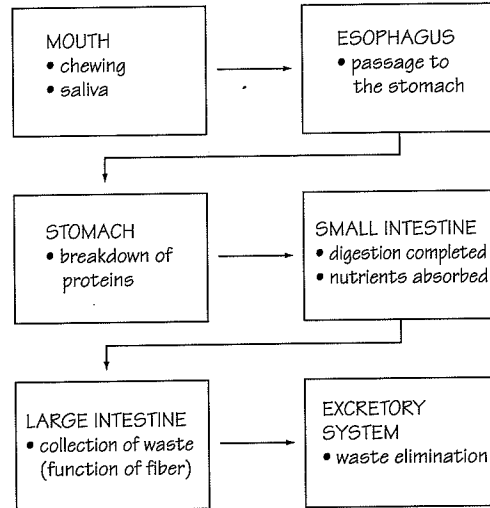 MOUTH
• chewing
• saliva
ESOPHAGUS
• passage to
the stomach
STOMACH
• breakdown of
proteins
SMALL INTESTINE
• digestion completed
• nutrients absorbed
LARGE INTESTINE
• collection of waste
(function of fiber)
EXCRETORY
SYSTEM
• waste elimination